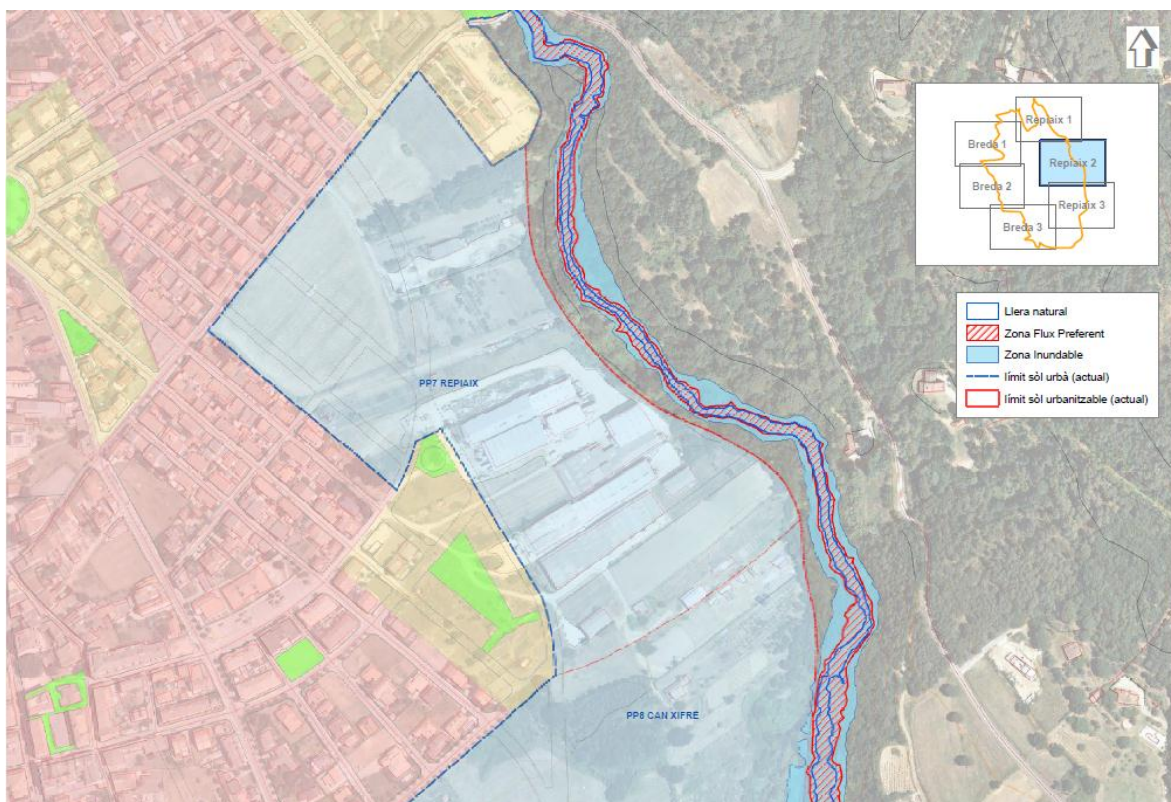 Repiaix 1
Breda 1
Repiaix 2
Breda 2
Repiaix 3
Breda 3
Llera natural
Zona Flux Preferent
Zona Inundable
límit sòl urbà (actual)
límit sòl urbanitzable (actual)
PP7 REPIAIX
PP8 CAN XIFRE